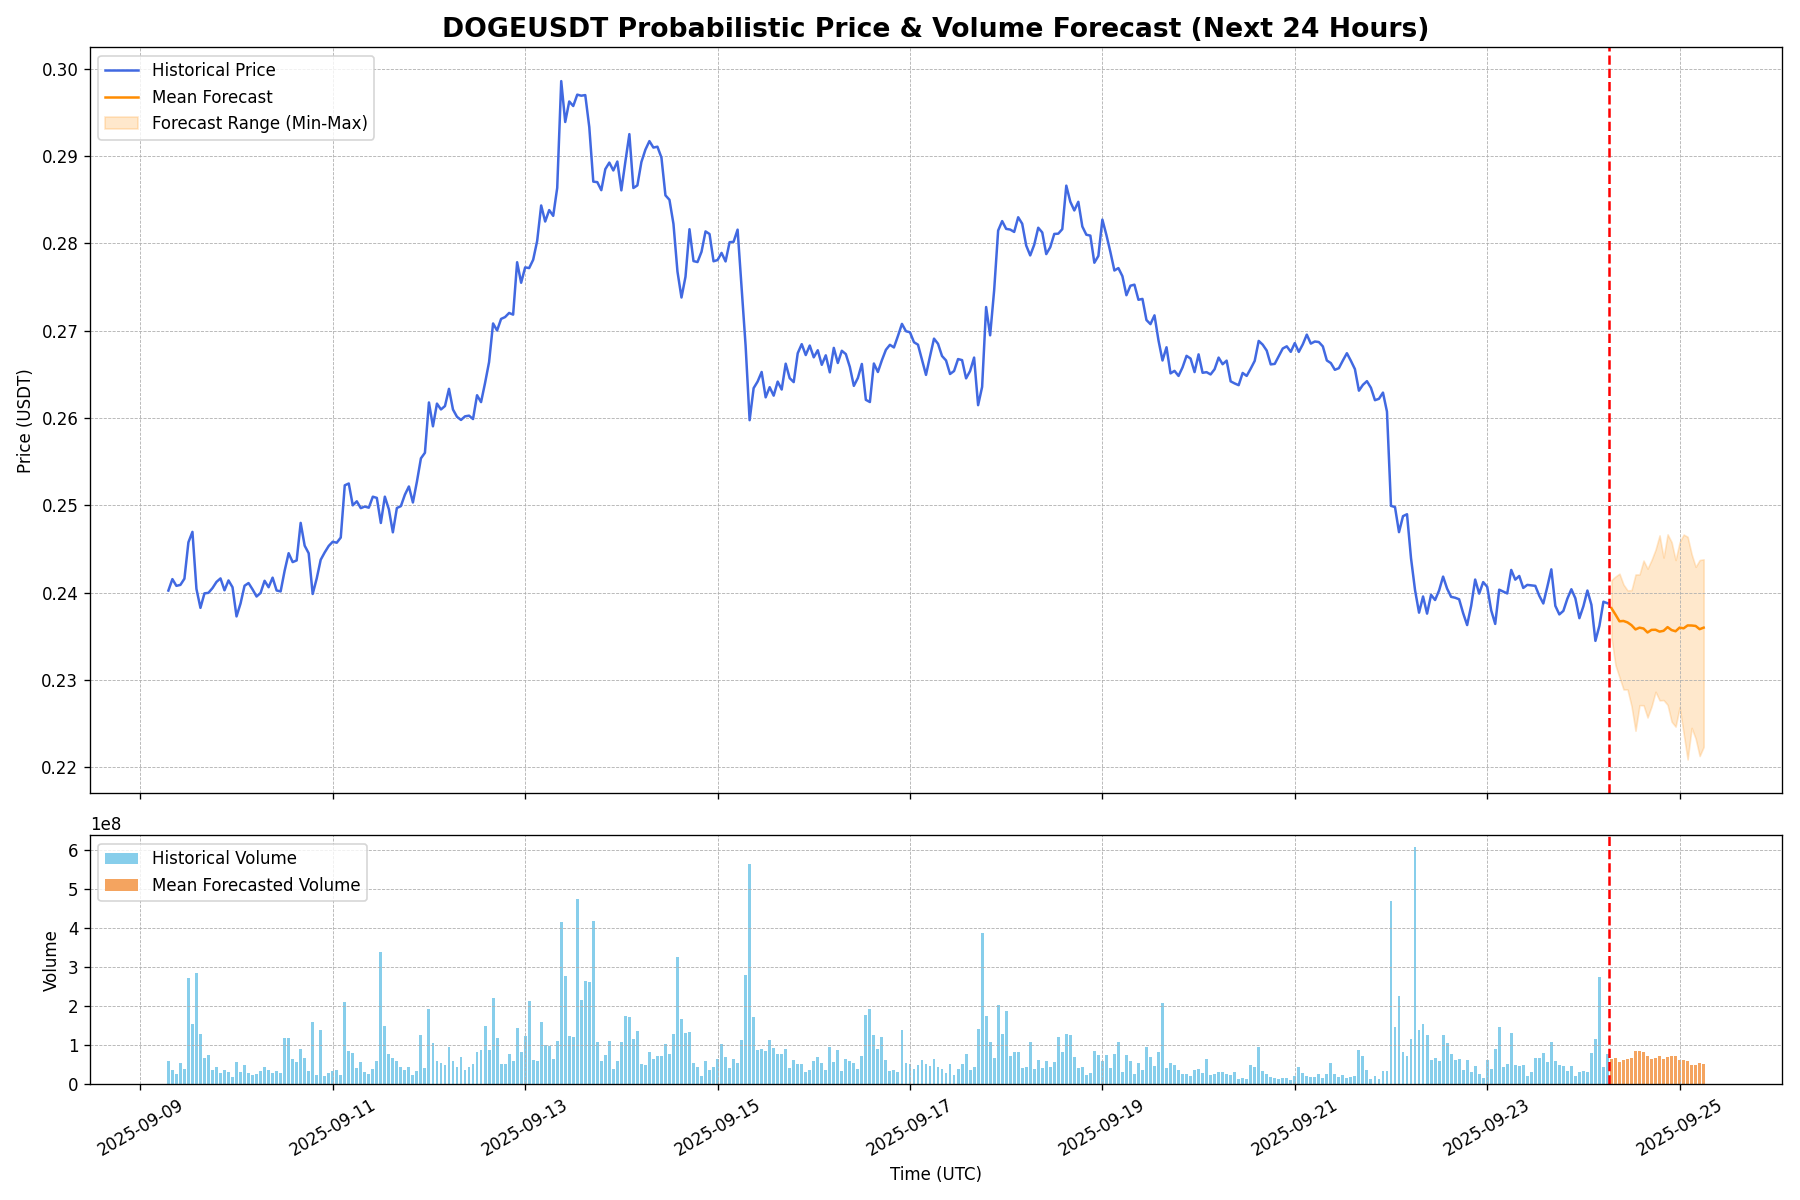 DOGEUSDT Probabilistic Price & Volume Forecast (Next 24 Hours)
Historical Price
Mean Forecast
Forecast Range (Min-Max)
Price (USDT)
0.30
0.29
0.28
0.27
0.26
0.25
0.24
0.23
0.22
1e8
Historical Volume
Mean Forecasted Volume
Volume
6
5
4
3
2
1
0
2025-09-09
2025-09-11
2025-09-13
2025-09-15
2025-09-17
2025-09-19
2025-09-21
2025-09-23
2025-09-25
Time (UTC)